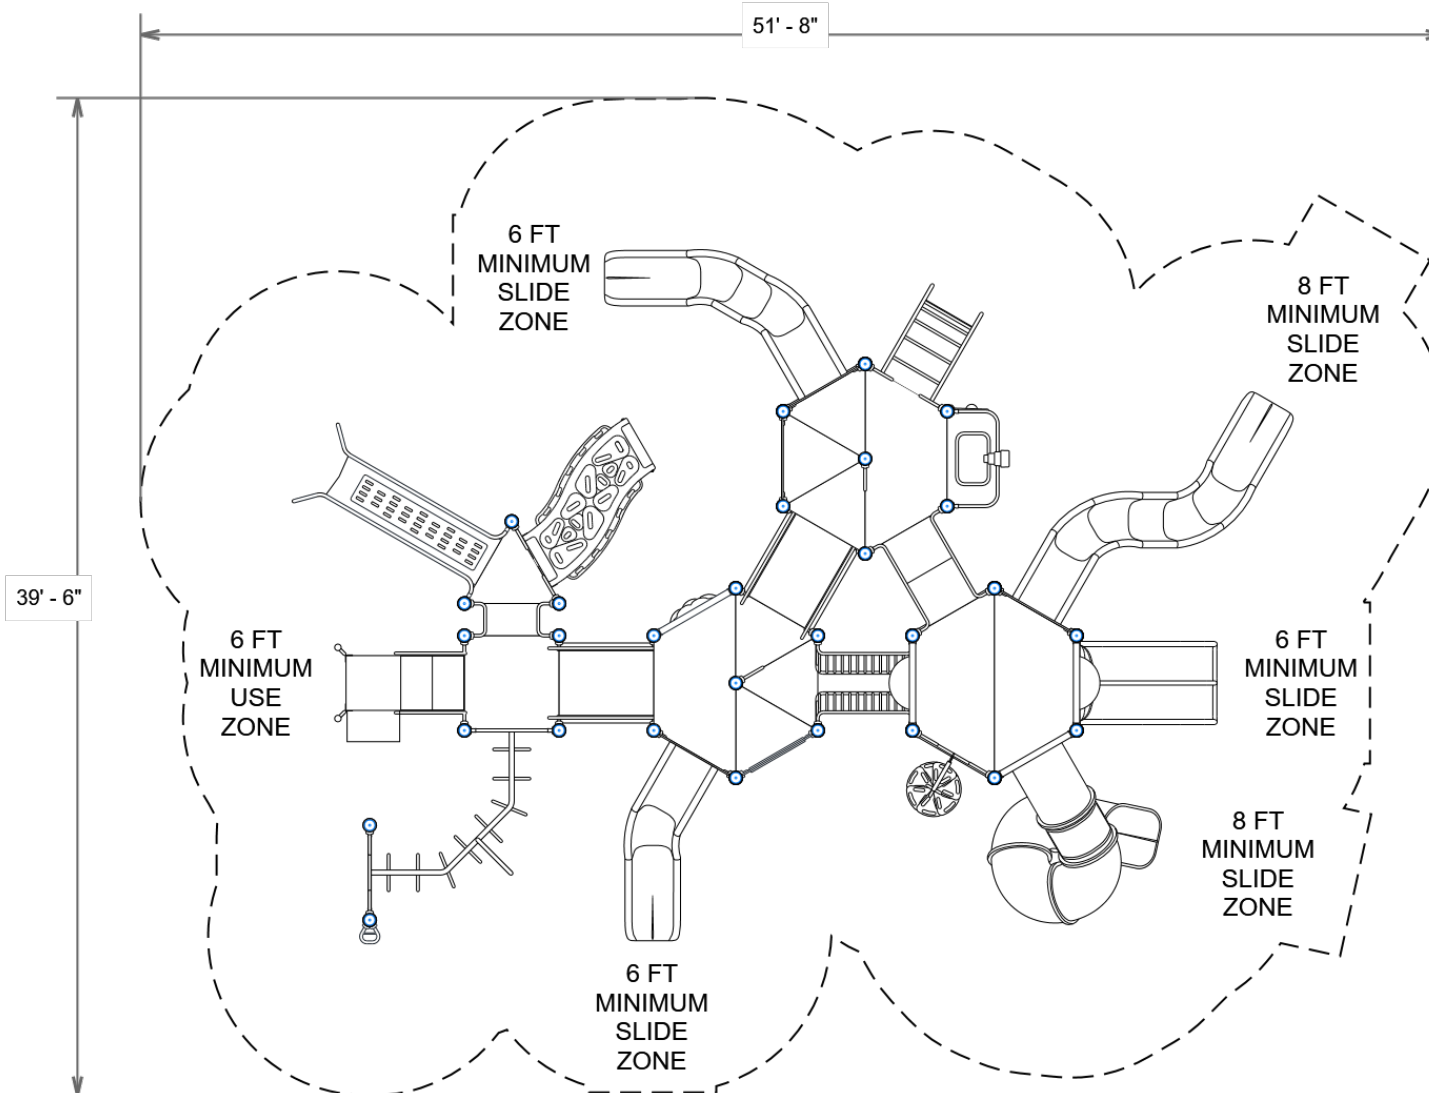 51' - 8"
6 FT
MINIMUM
SLIDE
ZONE
8 FT
MINIMUM
SLIDE
ZONE
39' - 6"
6 FT
MINIMUM
USE
ZONE
6 FT
MINIMUM
SLIDE
ZONE
8 FT
MINIMUM
SLIDE
ZONE
6 FT
MINIMUM
SLIDE
ZONE